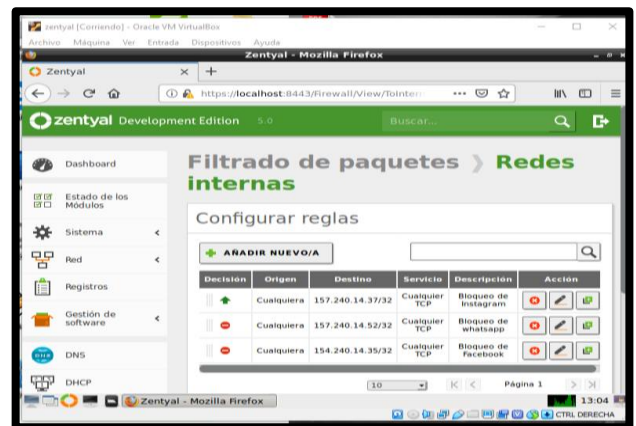 zentyal [Corriendo] - Oracle VM VirtualBox
Archivo Máquina Ver Entrada Dispositivos Ayuda
Zentyal - Mozilla Firefox
Zentyal
https://localhost:8443/Firewall/View/ToInter
zentyal Development Edition 5.0 Buscar...
Dashboard
Estado de los Módulos
Sistema
Red
Registros
Gestión de software
DNS
DHCP
Filtrado de paquetes Redes internas
Configurar reglas
AÑADIR NUEVO/A
Decisión Origen Destino Servicio Descripción Acción
Cualquiera 157.240.14.37/32 Cualquier TCP Bloqueo de Instagram
Cualquiera 157.240.14.52/32 Cualquier TCP Bloqueo de whatsapp
Cualquiera 154.240.14.35/32 Cualquier TCP Bloqueo de Facebook
10 Página 1
Zentyal - Mozilla Firefox 13:04
CTRL DERECHA